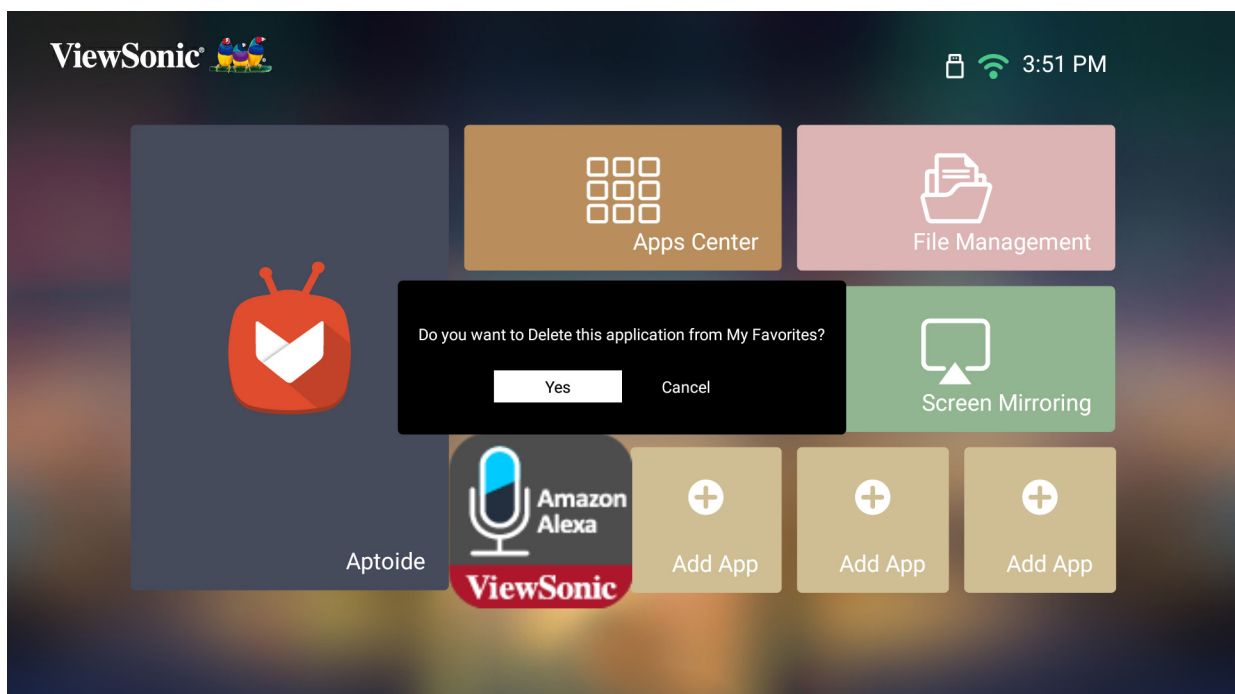 ViewSonic®
3:51 PM
Apps Center
File Management
Do you want to Delete this application from My Favorites?
Yes
Cancel
Screen Mirroring
Aptoide
Amazon
Alexa
ViewSonic
Add App
Add App
Add App